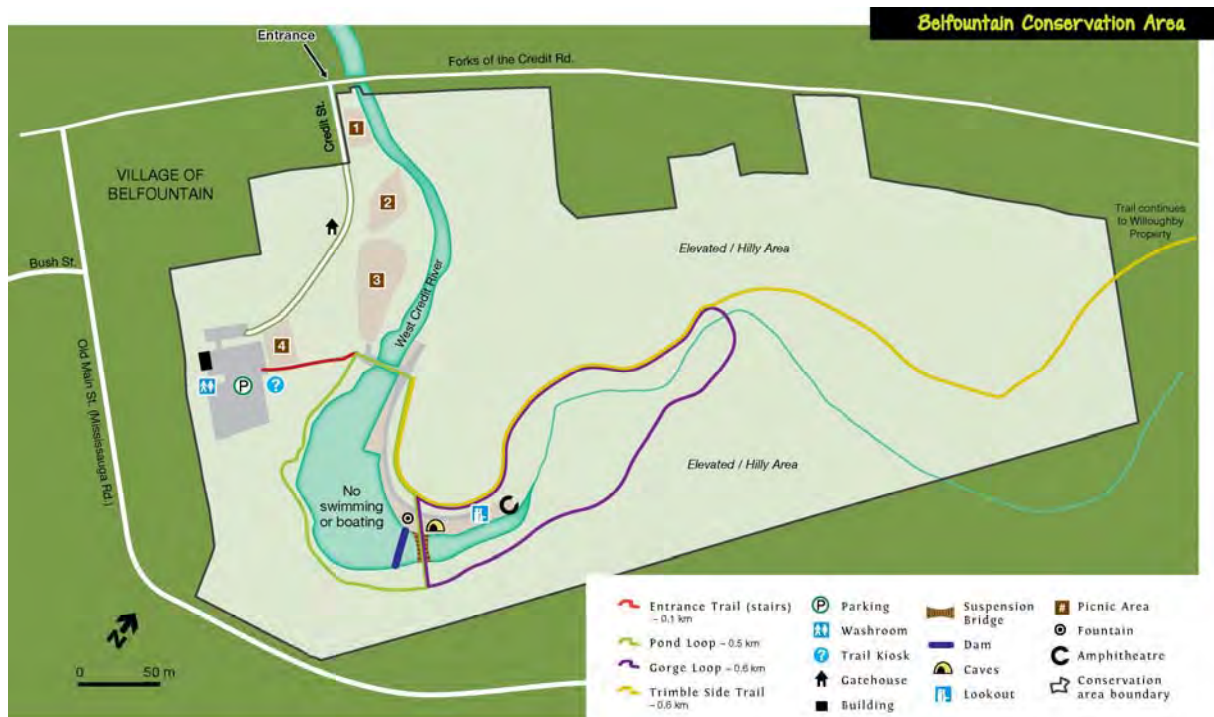 Belfountain Conservation Area
Entrance
Forks of the Credit Rd.
Credit St.
1
VILLAGE OF
BELFOUNTAIN
2
Trail continues
to Willoughby
Property
Elevated / Hilly Area
Bush St.
3
West Credit River
4
P
?
Old Main St. (Mississauga Rd.)
Elevated / Hilly Area
No
swimming
or boating
N
0 50 m
Entrance Trail (stairs)
~ 0.1 km
Pond Loop ~ 0.5 km
Gorge Loop ~ 0.6 km
Trimble Side Trail
~ 0.6 km
P Parking
Washroom
? Trail Kiosk
Gatehouse
Building
Suspension
Bridge
Dam
Caves
Lookout
# Picnic Area
Fountain
Amphitheatre
Conservation
area boundary